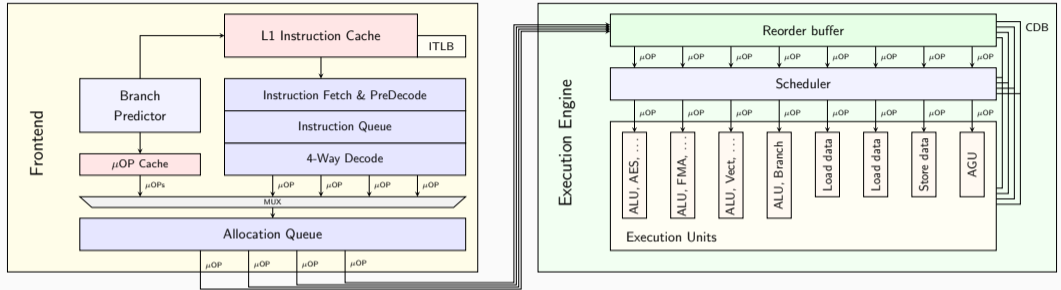 Frontend
L1 Instruction Cache
ITLB
Branch
Predictor
Instruction Fetch & PreDecode
Instruction Queue
4-Way Decode
μOP Cache
μOPs
μOP
μOP
μOP
μOP
MUX
Allocation Queue
μOP
μOP
μOP
μOP
Execution Engine
Reorder buffer
CDB
μOP
μOP
μOP
μOP
μOP
μOP
μOP
μOP
Scheduler
μOP
μOP
μOP
μOP
μOP
μOP
μOP
μOP
ALU, AES, ...
ALU, FMA, ...
ALU, Vect, ...
ALU, Branch
Load data
Load data
Store data
AGU
Execution Units